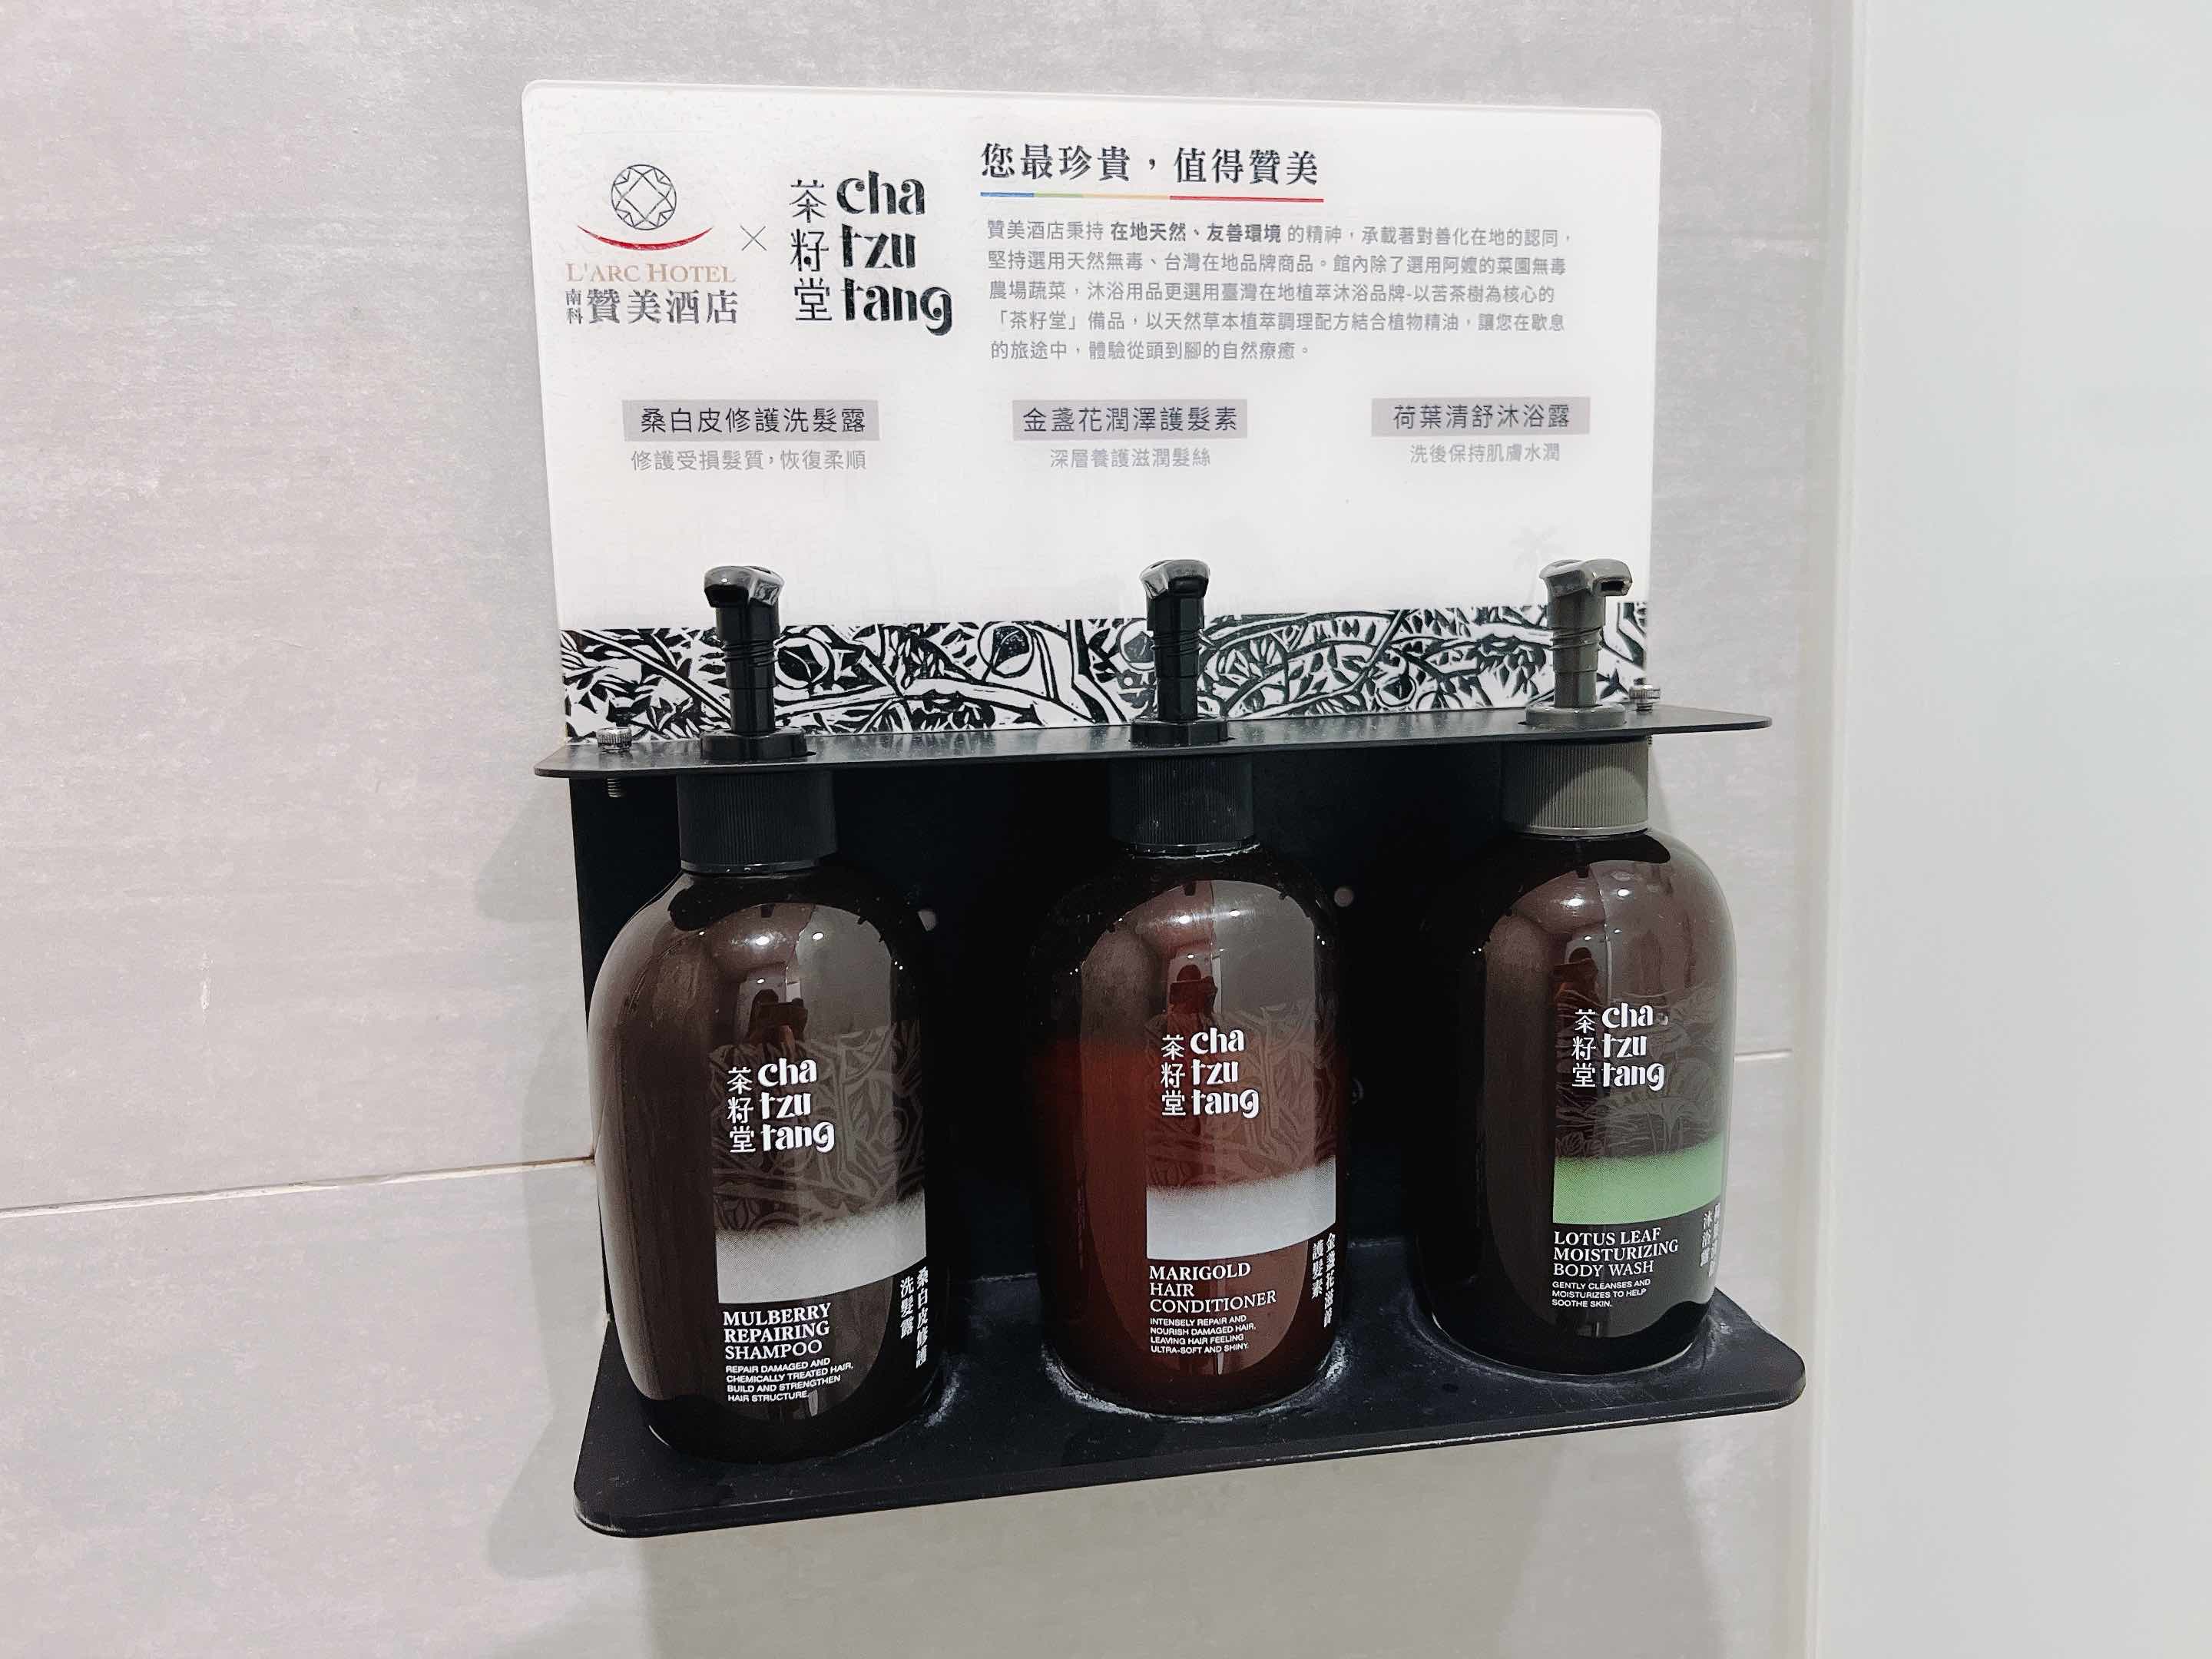 L'ARC HOTEL
南科 贊美酒店
×
茶籽堂
cha
tzu
tang
您最珍貴，值得贊美
贊美酒店秉持 在地天然、友善環境 的精神，承載著對善化在地的認同，
堅持選用天然無毒、台灣在地品牌商品。館內除了選用阿嬤的菜園無毒
農場蔬菜，沐浴用品更選用臺灣在地植萃沐浴品牌-以苦茶樹為核心的
「茶籽堂」備品，以天然草本植萃調理配方結合植物精油，讓您在歇息
的旅途中，體驗從頭到腳的自然療癒。
桑白皮修護洗髮露
修護受損髮質，恢復柔順
金盞花潤澤護髮素
深層養護滋潤髮絲
荷葉清舒沐浴露
洗後保持肌膚水潤
茶籽堂
cha
tzu
tang
MULBERRY
REPAIRING
SHAMPOO
REPAIR DAMAGED AND
CHEMICALLY TREATED HAIR,
BUILD AND STRENGTHEN
HAIR STRUCTURE.
桑白皮修護
洗髮露
茶籽堂
cha
tzu
tang
MARIGOLD
HAIR
CONDITIONER
INTENSELY REPAIR AND
NOURISH DAMAGED HAIR,
LEAVING HAIR FEELING
ULTRA-SOFT AND SHINY.
金盞花滋潤
護髮素
茶籽堂
cha
tzu
tang
LOTUS LEAF
MOISTURIZING
BODY WASH
GENTLY CLEANSES AND
MOISTURIZES TO HELP
SOOTHE SKIN.
沐浴露